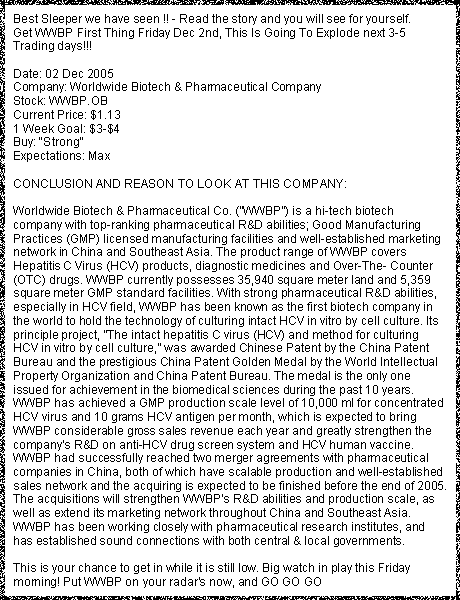 Best Sleeper we have seen !! - Read the story and you will see for yourself.
Get WWBP First Thing Friday Dec 2nd, This Is Going To Explode next 3-5
Trading days!!!
Date: 02 Dec 2005
Company: Worldwide Biotech & Pharmaceutical Company
Stock: WWBP.OB
Current Price: $1.13
1 Week Goal: $3-$4
Buy: "Strong"
Expectations: Max
CONCLUSION AND REASON TO LOOK AT THIS COMPANY:
Worldwide Biotech & Pharmaceutical Co. ("WWBP") is a hi-tech biotech
company with top-ranking pharmaceutical R&D abilities; Good Manufacturing
Practices (GMP) licensed manufacturing facilities and well-established marketing
network in China and Southeast Asia. The product range of WWBP covers
Hepatitis C Virus (HCV) products, diagnostic medicines and Over-The- Counter
(OTC) drugs. WWBP currently possesses 35,940 square meter land and 5,359
square meter GMP standard facilities. With strong pharmaceutical R&D abilities,
especially in HCV field, WWBP has been known as the first biotech company in
the world to hold the technology of culturing intact HCV in vitro by cell culture. Its
principle project, "The intact hepatitis C virus (HCV) and method for culturing
HCV in vitro by cell culture," was awarded Chinese Patent by the China Patent
Bureau and the prestigious China Patent Golden Medal by the World Intellectual
Property Organization and China Patent Bureau. The medal is the only one
issued for achievement in the biomedical sciences during the past 10 years.
WWBP has achieved a GMP production scale level of 10,000 ml for concentrated
HCV virus and 10 grams HCV antigen per month, which is expected to bring
WWBP considerable gross sales revenue each year and greatly strengthen the
company's R&D on anti-HCV drug screen system and HCV human vaccine.
WWBP had successfully reached two merger agreements with pharmaceutical
companies in China, both of which have scalable production and well-established
sales network and the acquiring is expected to be finished before the end of 2005.
The acquisitions will strengthen WWBP's R&D abilities and production scale, as
well as extend its marketing network throughout China and Southeast Asia.
WWBP has been working closely with pharmaceutical research institutes, and
has established sound connections with both central & local governments.
This is your chance to get in while it is still low. Big watch in play this Friday
morning! Put WWBP on your radar's now, and GO GO GO